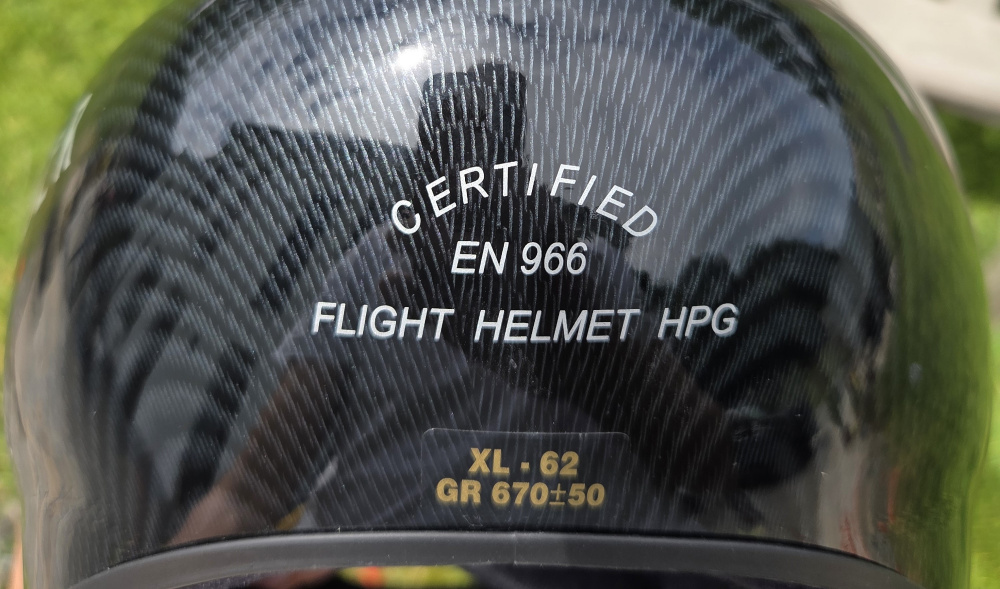 CERTIFIED
EN 966
FLIGHT HELMET HPG
XL - 62
GR 670±50